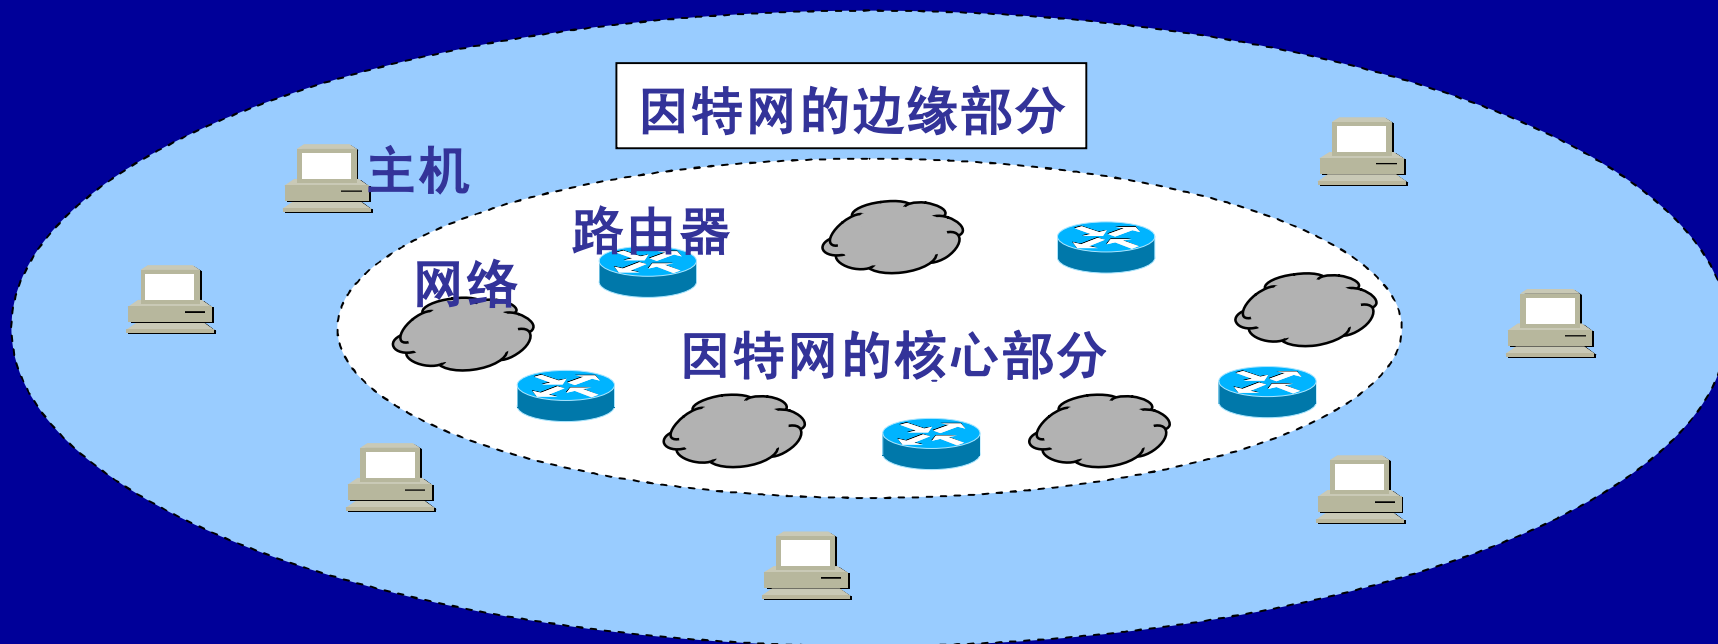 因特网的边缘部分
主机
路由器
网络
因特网的核心部分